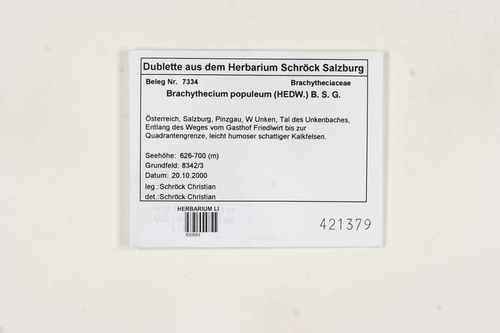 Dublette aus dem Herbarium Schröck Salzburg
Beleg Nr. 7334 Brachytheciaceae
Brachythecium populeum (HEDW.) B. S. G.
Österreich, Salzburg, Pinzgau, W Unken, Tal des Unkenbaches,
Entlang des Weges vom Gasthof Friedlwirt bis zur
Quadrantengrenze, leicht humoser schattiger Kalkfelsen.
Seehöhe: 626-700 (m)
Grundfeld: 8342/3
Datum: 20.10.2000
leg.:Schröck Christian
det.:Schröck Christian
HERBARIUM LI
421379